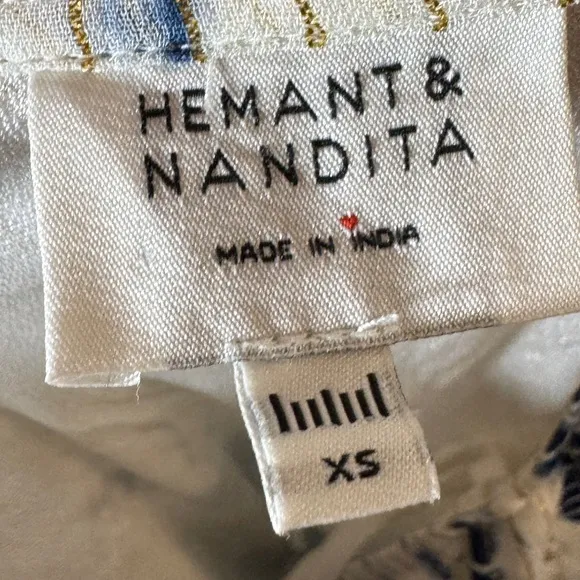 HEMANT &
NANDITA
MADE IN INDIA
XS